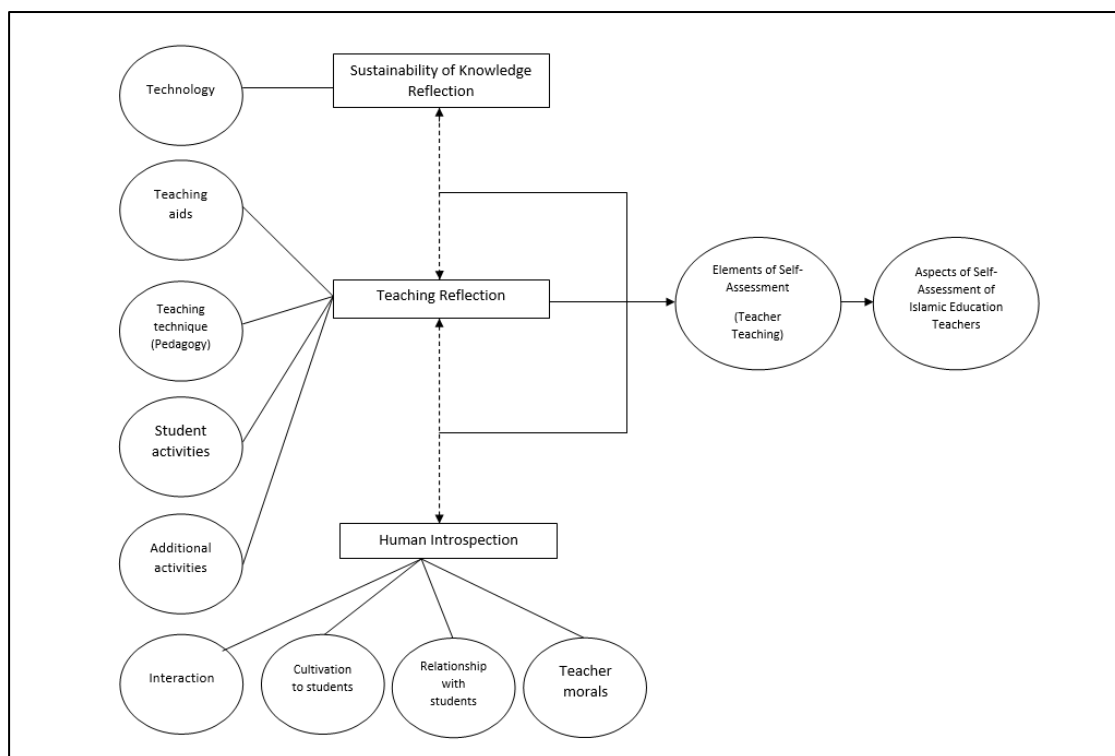 Sustainability of Knowledge
Reflection
Technology
Teaching
aids
Teaching Reflection
Elements of Self-
Assessment
(Teacher
Teaching)
Aspects of Self-
Assessment of
Islamic Education
Teachers
Teaching
technique
(Pedagogy)
Student
activities
Additional
activities
Human Introspection
Interaction
Cultivation
to students
Relationship
with
students
Teacher
morals